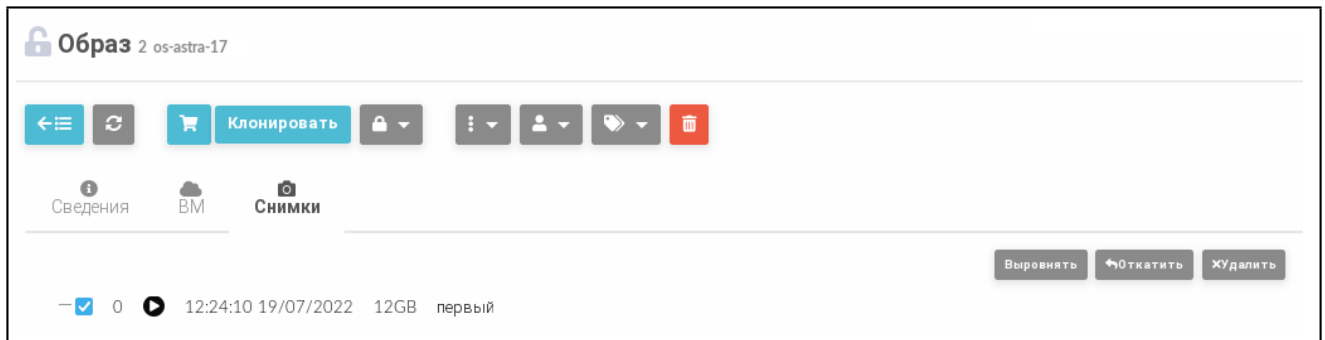 Образ 2 os-astra-17
Клонировать
Сведения ВМ Снимки
Выровнять Откатить Удалить
0 12:24:10 19/07/2022 12GB первый